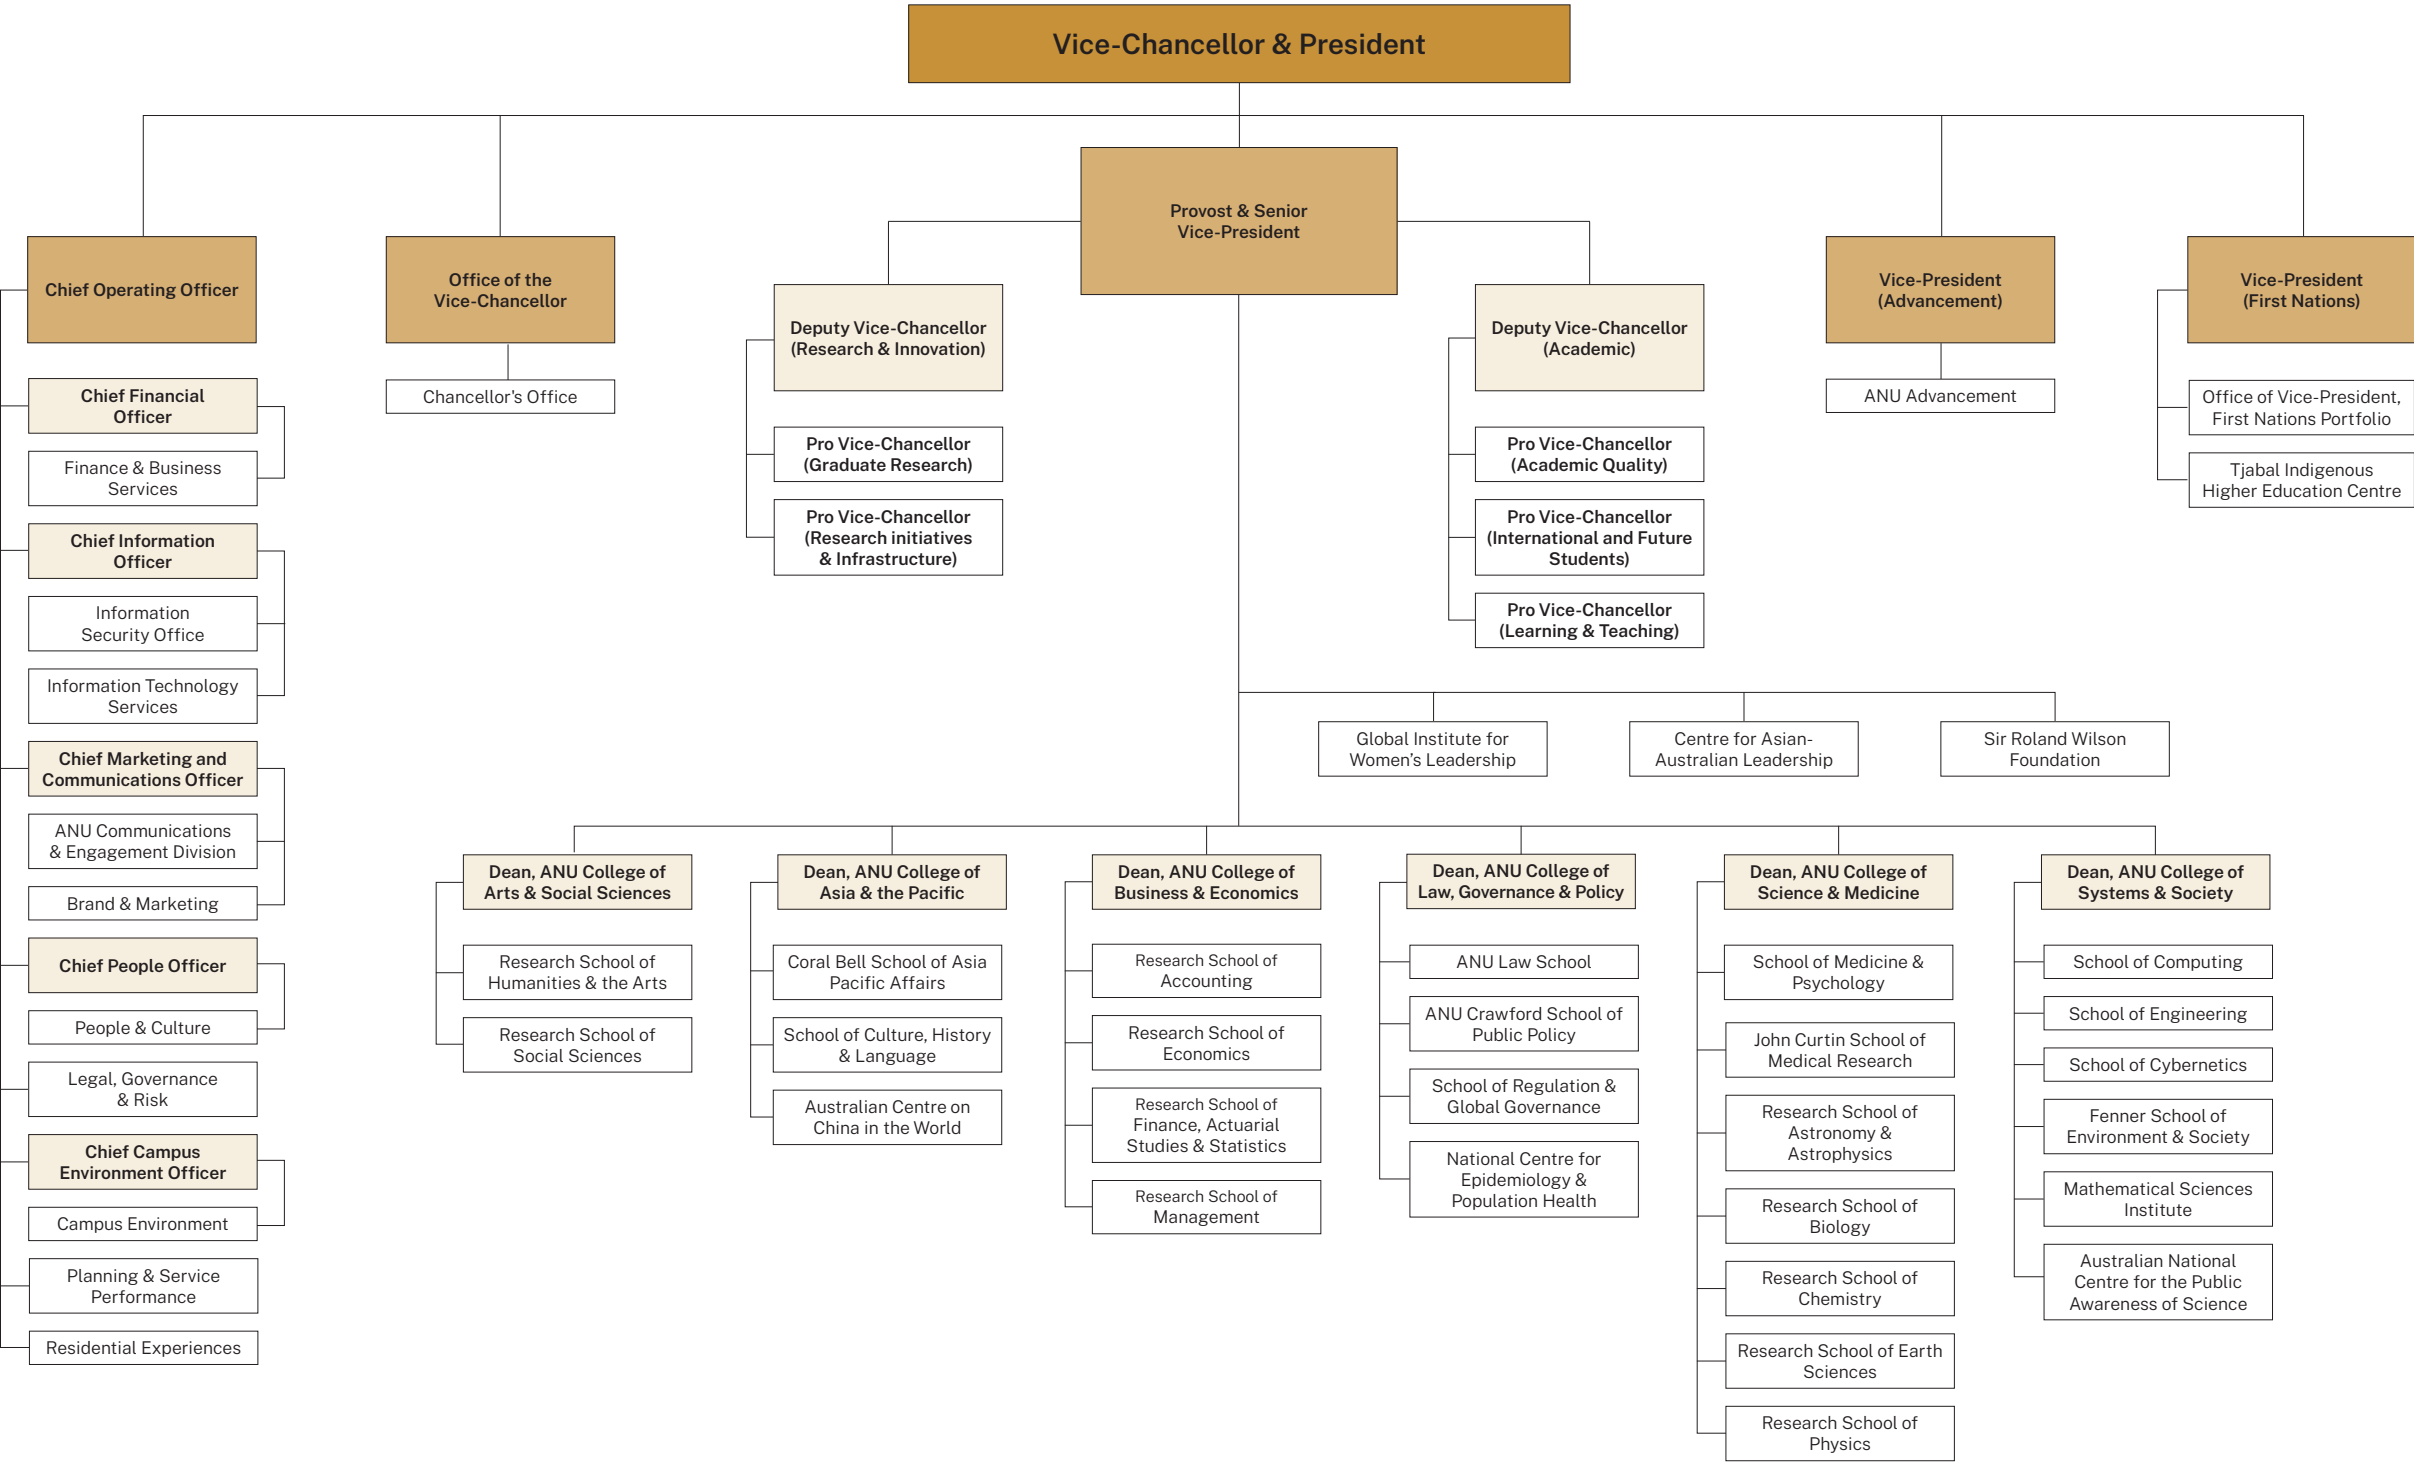 Vice-Chancellor & President
Provost & Senior
Vice-President
Chief Operating Officer
Office of the
Vice-Chancellor
Vice-President
(Advancement)
Vice-President
(First Nations)
Chief Financial
Officer
Finance & Business
Services
Chief Information
Officer
Information
Security Office
Information Technology
Services
Chief Marketing and
Communications Officer
ANU Communications
& Engagement Division
Brand & Marketing
Chief People Officer
People & Culture
Legal, Governance
& Risk
Chief Campus
Environment Officer
Campus Environment
Planning & Service
Performance
Residential Experiences
Chancellor's Office
Deputy Vice-Chancellor
(Research & Innovation)
Pro Vice-Chancellor
(Graduate Research)
Pro Vice-Chancellor
(Research initiatives
& Infrastructure)
Deputy Vice-Chancellor
(Academic)
Pro Vice-Chancellor
(Academic Quality)
Pro Vice-Chancellor
(International and Future
Students)
Pro Vice-Chancellor
(Learning & Teaching)
ANU Advancement
Office of Vice-President,
First Nations Portfolio
Tjabal Indigenous
Higher Education Centre
Global Institute for
Women’s Leadership
Centre for Asian-
Australian Leadership
Sir Roland Wilson
Foundation
Dean, ANU College of
Arts & Social Sciences
Research School of
Humanities & the Arts
Research School of
Social Sciences
Dean, ANU College of
Asia & the Pacific
Coral Bell School of Asia
Pacific Affairs
School of Culture, History
& Language
Australian Centre on
China in the World
Dean, ANU College of
Business & Economics
Research School of
Accounting
Research School of
Economics
Research School of
Finance, Actuarial
Studies & Statistics
Research School of
Management
Dean, ANU College of
Law, Governance & Policy
ANU Law School
ANU Crawford School of
Public Policy
School of Regulation &
Global Governance
National Centre for
Epidemiology &
Population Health
Dean, ANU College of
Science & Medicine
School of Medicine &
Psychology
John Curtin School of
Medical Research
Research School of
Astronomy &
Astrophysics
Research School of
Biology
Research School of
Chemistry
Research School of Earth
Sciences
Research School of
Physics
Dean, ANU College of
Systems & Society
School of Computing
School of Engineering
School of Cybernetics
Fenner School of
Environment & Society
Mathematical Sciences
Institute
Australian National
Centre for the Public
Awareness of Science